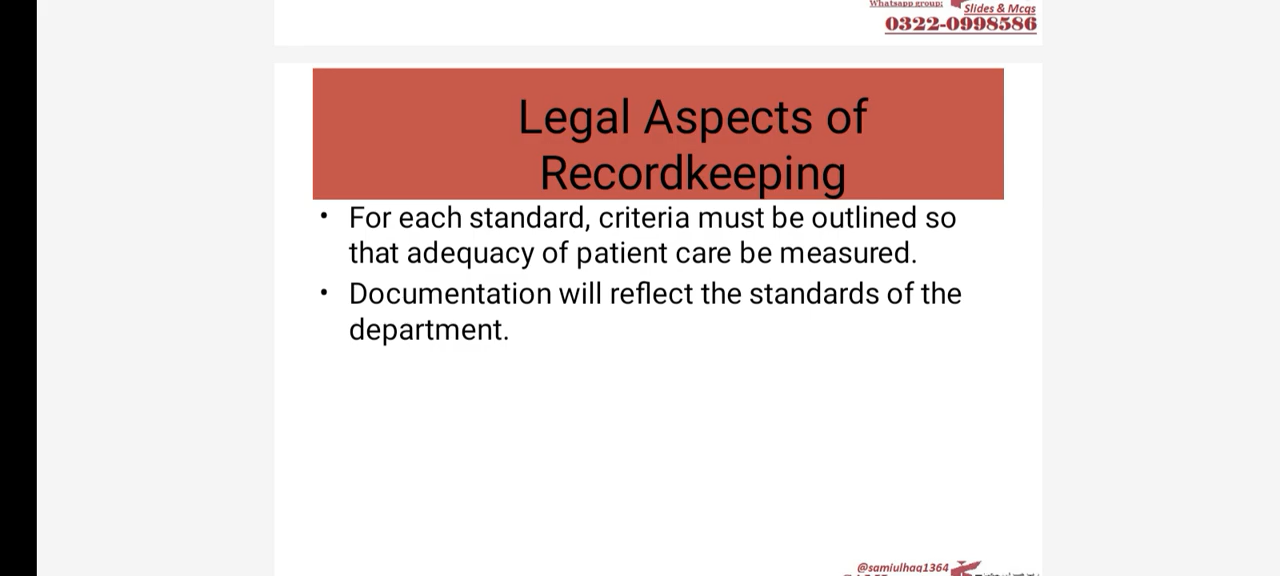 Whatsapp group:
Slides & Mcqs
0322-0998586
Legal Aspects of
Recordkeeping
• For each standard, criteria must be outlined so
that adequacy of patient care be measured.
• Documentation will reflect the standards of the
department.
@samiulhaq1364